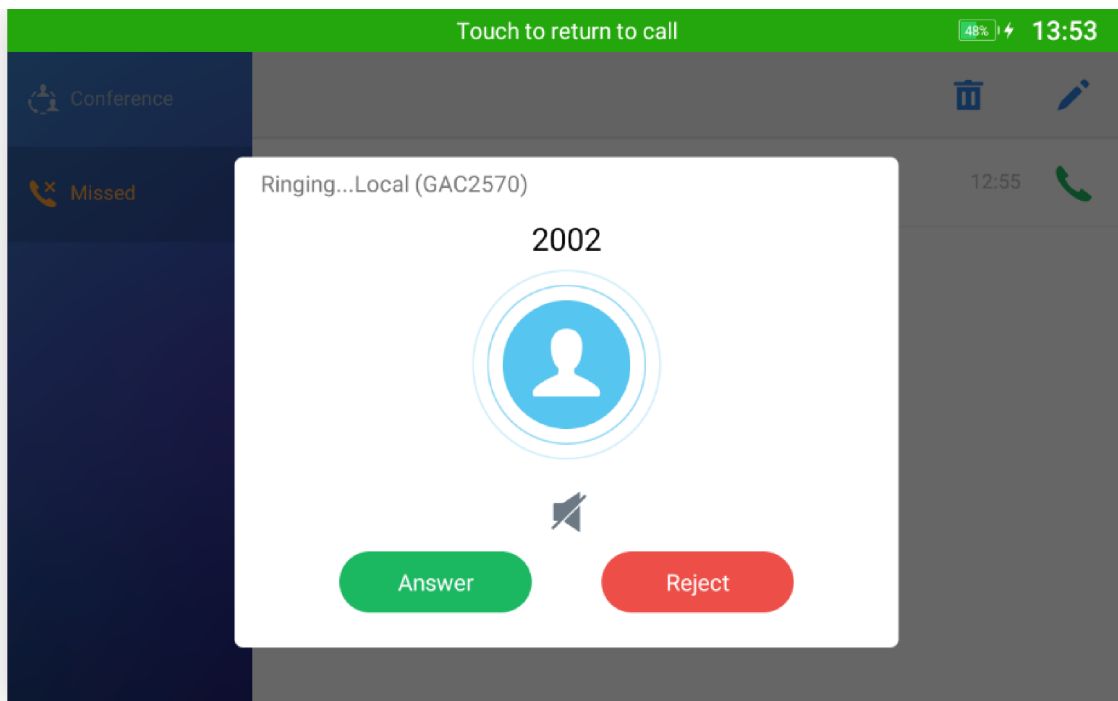 Touch to return to call
48%
13:53
Conference
Missed
12:55
Ringing...Local (GAC2570)
2002
Answer
Reject